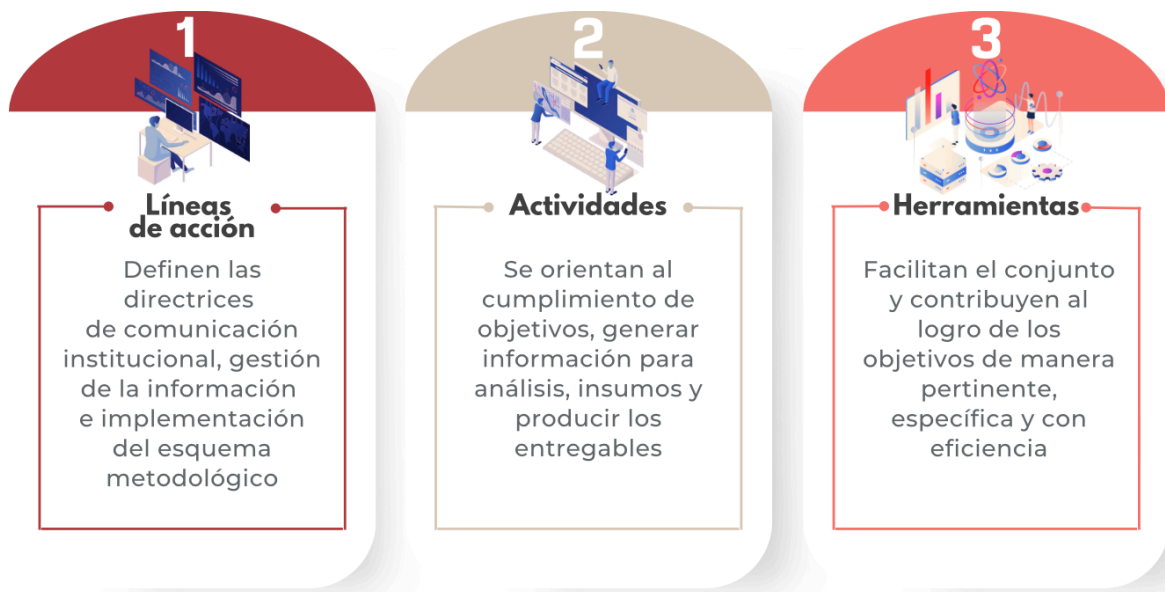 1
Líneas
de acción
Definen las
directrices
de comunicación
institucional, gestión
de la información
e implementación
del esquema
metodológico
2
Actividades
Se orientan al
cumplimiento de
objetivos, generar
información para
análisis, insumos y
producir los
entregables
3
Herramientas
Facilitan el conjunto
y contribuyen al
logro de los
objetivos de manera
pertinente,
específica y con
eficiencia